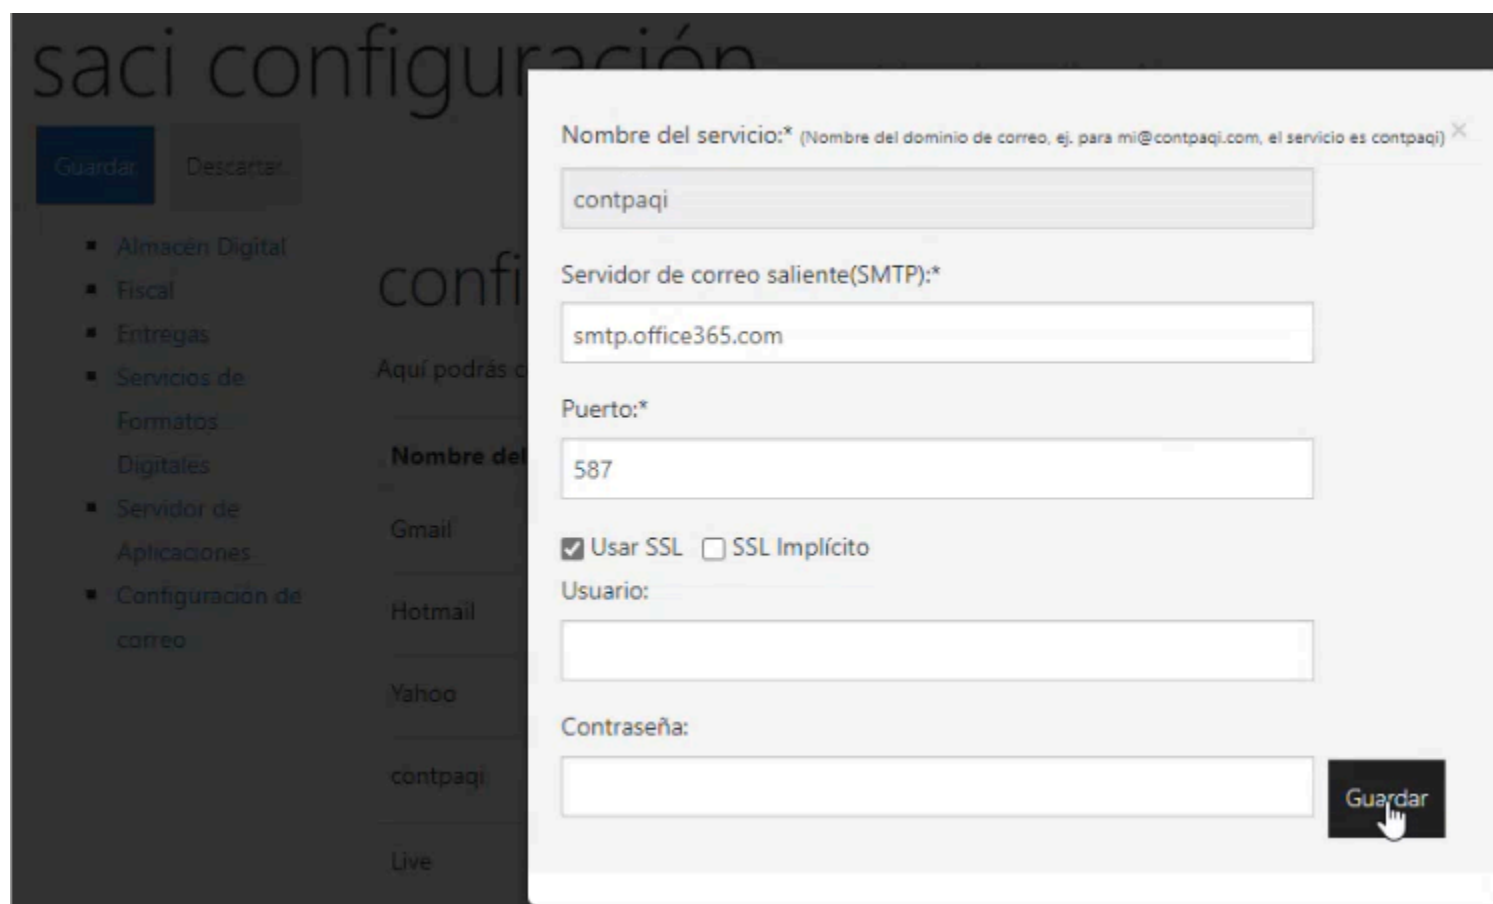 saci configuración
Guardar
Descartar
Almacén Digital
Fiscal
Entregas
Servicios de
Formatos
Digitales
Servidor de
Aplicaciones
Configuración de
correo
confi
Aquí podrás c
Nombre del
Gmail
Hotmail
Yahoo
contpaqi
Live
Nombre del servicio:* (Nombre del dominio de correo, ej. para mi@contpaqi.com, el servicio es contpaqi)
contpaqi
Servidor de correo saliente(SMTP):*
smtp.office365.com
Puerto:*
587
Usar SSL SSL Implícito
Usuario:
Contraseña:
Guardar